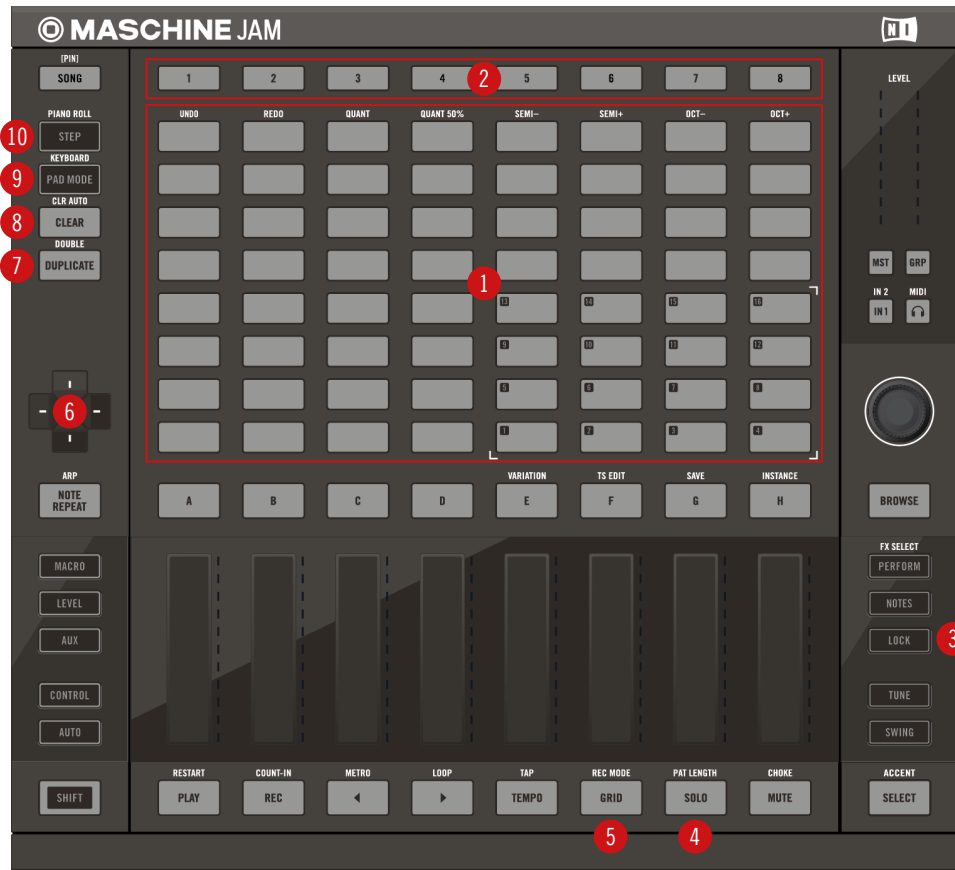 MASCHINE JAM
NI
[PIN]
SONG
1 2 3 4 2 5 6 7 8
LEVEL
PIANO ROLL UNDO REDO QUANT QUANT 50% SEMI– SEMI+ OCT– OCT+
10 STEP
KEYBOARD
9 PAD MODE
CLR AUTO
8 CLEAR
DOUBLE
7 DUPLICATE
MST GRP
1
IN 2 MIDI
IN 1
13 14 15 16
9 10 11 12
6
5 6 7 8
1 2 3 4
ARP VARIATION TS EDIT SAVE INSTANCE
NOTE REPEAT A B C D E F G H BROWSE
FX SELECT
MACRO PERFORM
LEVEL NOTES
AUX LOCK 3
CONTROL TUNE
AUTO SWING
RESTART COUNT-IN METRO LOOP TAP REC MODE PAT LENGTH CHOKE ACCENT
SHIFT PLAY REC TEMPO GRID SOLO MUTE SELECT
5 4